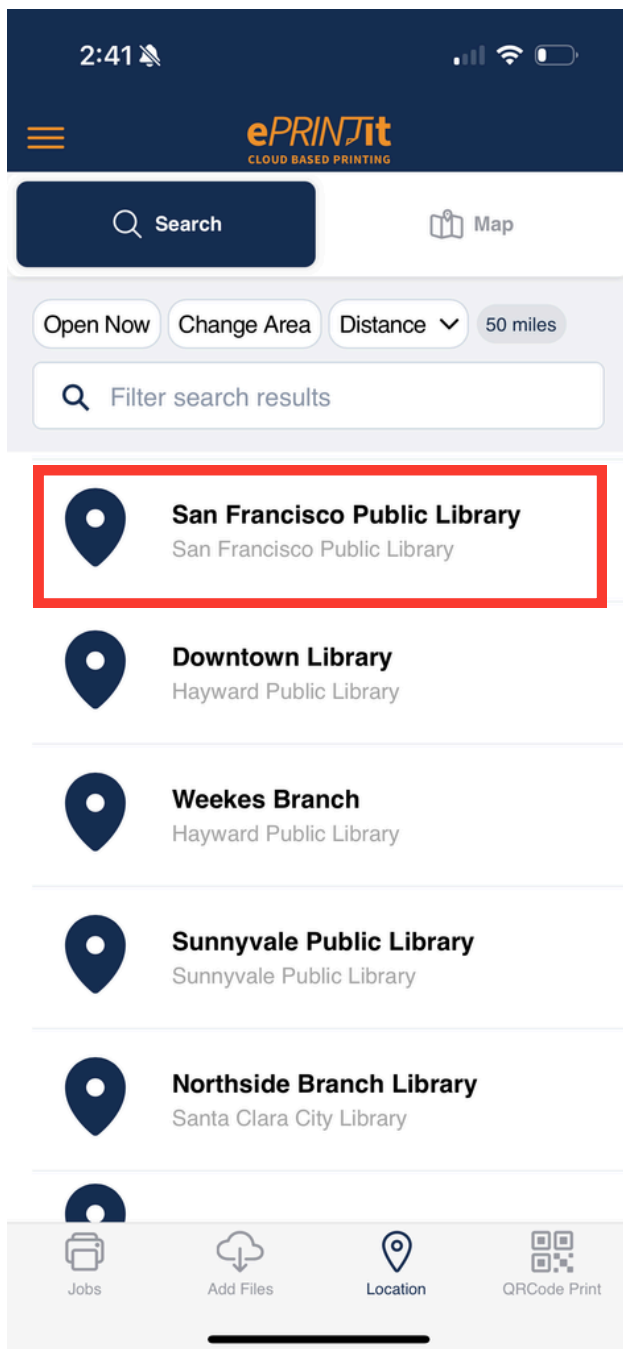 2:41
ePRINTit
CLOUD BASED PRINTING
Search
Map
Open Now
Change Area
Distance
50 miles
Filter search results
San Francisco Public Library
San Francisco Public Library
Downtown Library
Hayward Public Library
Weekes Branch
Hayward Public Library
Sunnyvale Public Library
Sunnyvale Public Library
Northside Branch Library
Santa Clara City Library
Jobs
Add Files
Location
QRCode Print